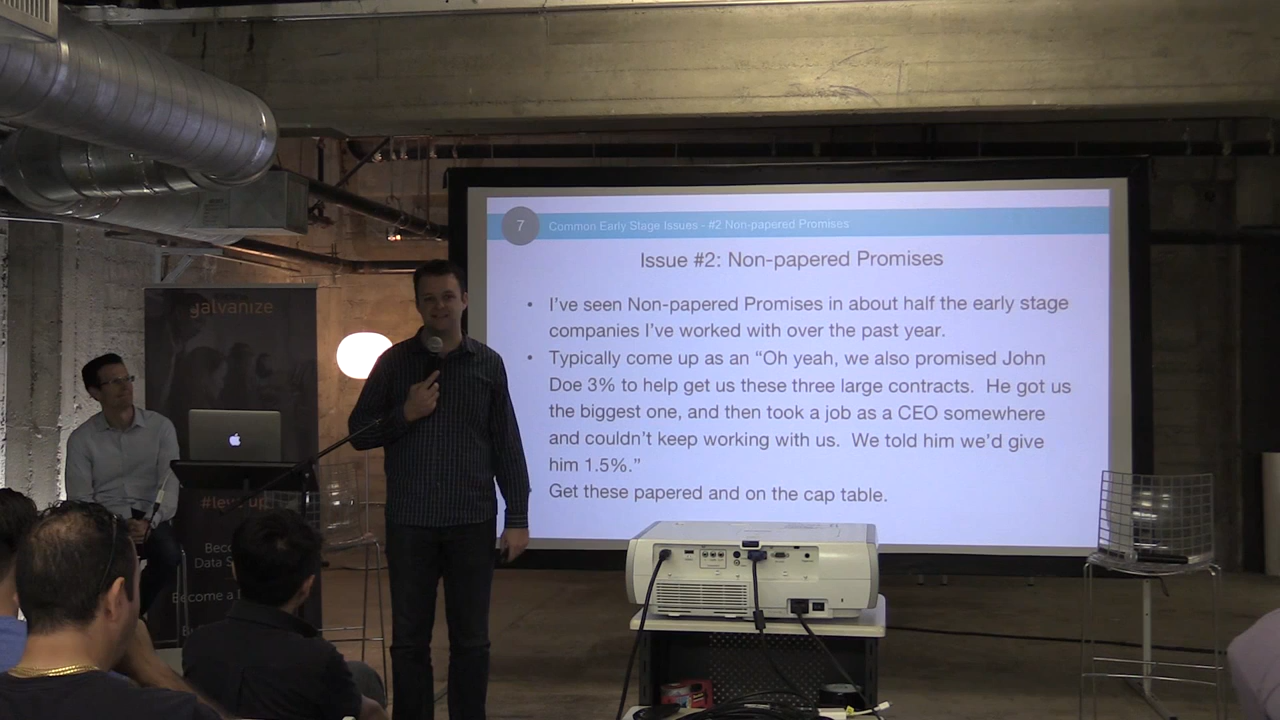 galvanize
7
Common Early Stage Issues - #2 Non-papered Promises
Issue #2: Non-papered Promises
• I've seen Non-papered Promises in about half the early stage
companies I've worked with over the past year.
• Typically come up as an “Oh yeah, we also promised John
Doe 3% to help get us these three large contracts. He got us
the biggest one, and then took a job as a CEO somewhere
and couldn't keep working with us. We told him we'd give
him 1.5%.”
Get these papered and on the cap table.
Become a